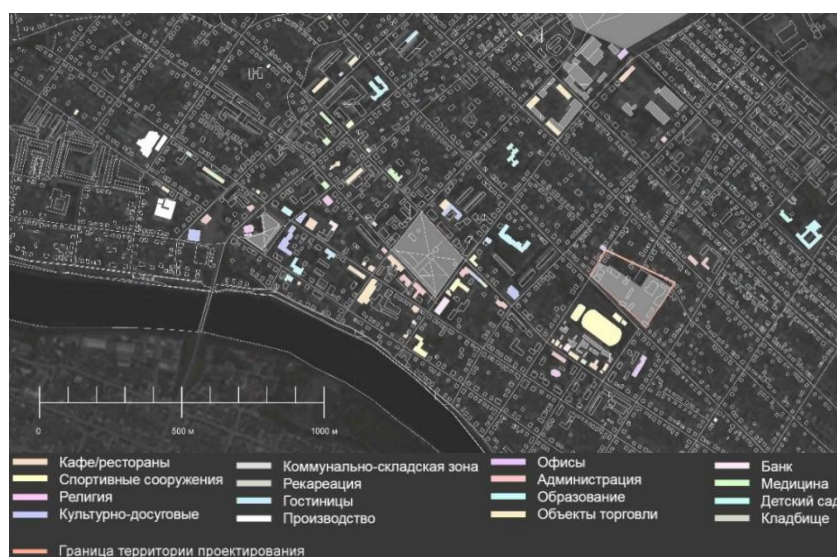 0
500 м
1000 м
Кафе/рестораны
Спортивные сооружения
Религия
Культурно-досуговые
Коммунально-складская зона
Рекареация
Гостиницы
Производство
Офисы
Администрация
Образование
Объекты торговли
Банк
Медицина
Детский сад
Кладбище
Граница территории проектирования